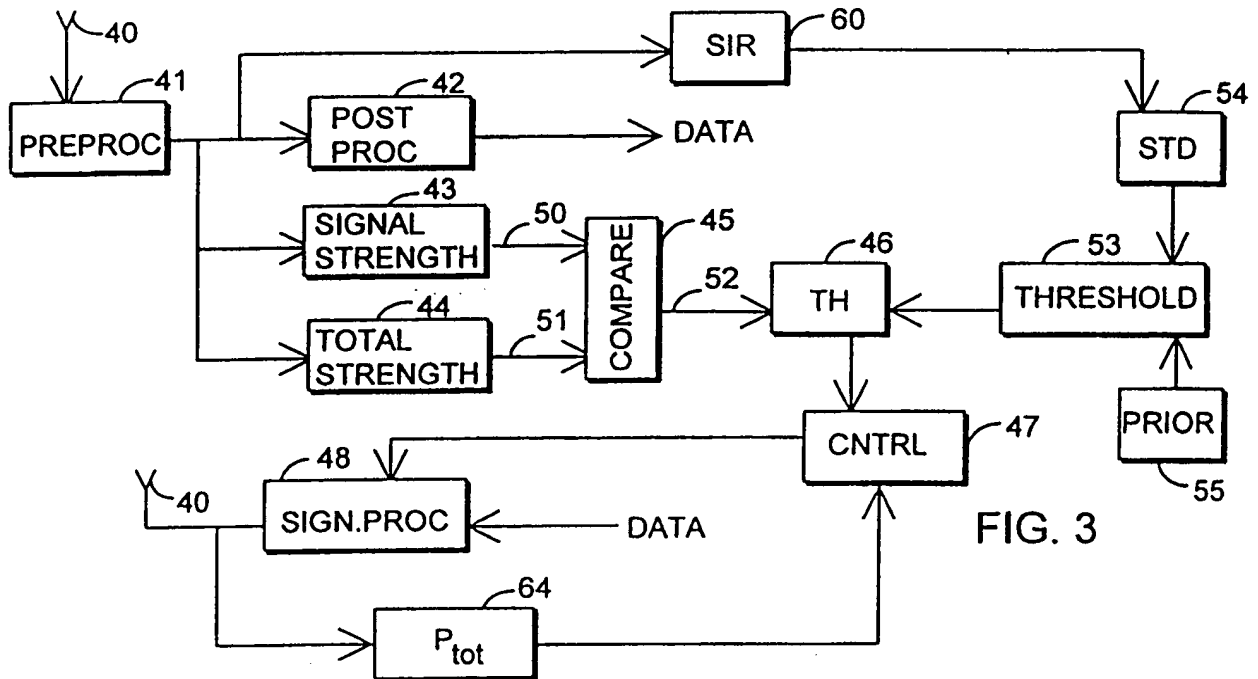 40
60
SIR
41
42
54
PREPROC
POST
PROC
DATA
STD
43
SIGNAL
STRENGTH
50
45
COMPARE
46
53
52
TH
THRESHOLD
44
TOTAL
STRENGTH
51
CNTRL
47
PRIOR
55
48
40
SIGN.PROC
DATA
FIG. 3
64
Ptot